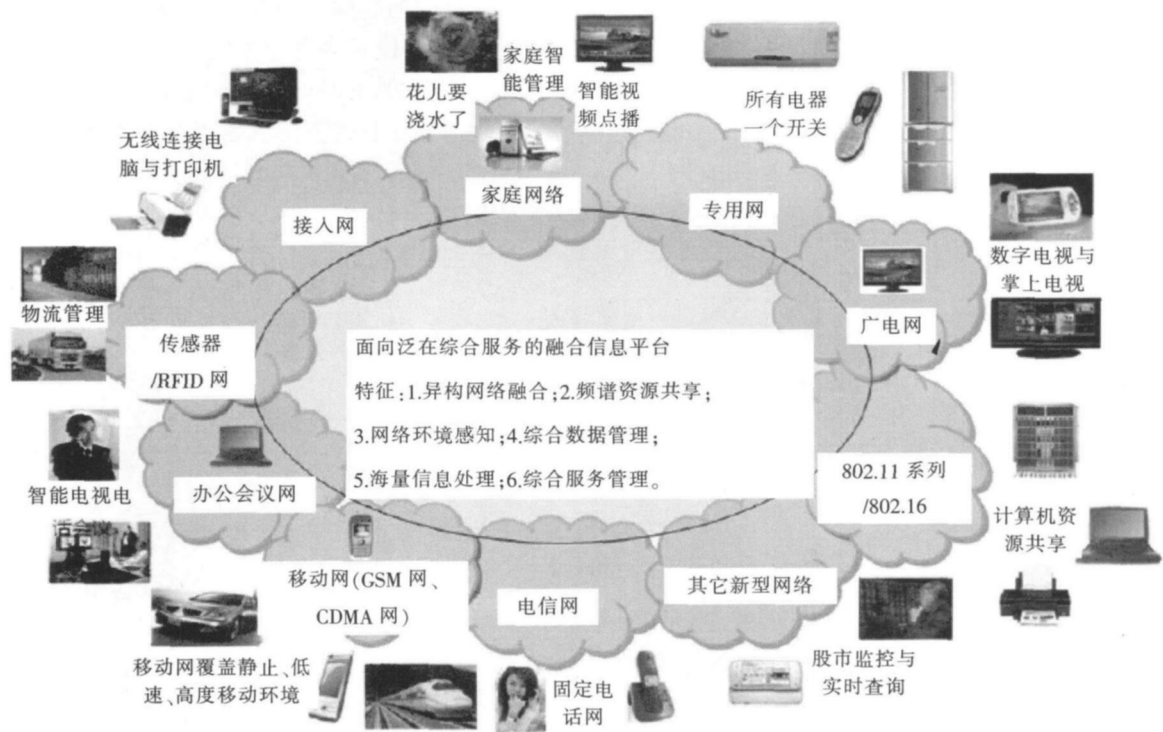 花儿要
浇水了
家庭智
能管理
智能视
频点播
所有电器
一个开关
无线连接电
脑与打印机
接入网
家庭网络
专用网
数字电视与
掌上电视
广电网
物流管理
传感器
/RFID 网
面向泛在综合服务的融合信息平台
特征:1.异构网络融合;2.频谱资源共享;
3.网络环境感知;4.综合数据管理;
5.海量信息处理;6.综合服务管理。
智能电视电
话会议
办公会议网
802.11 系列
/802.16
计算机资
源共享
移动网(GSM 网、
CDMA 网)
电信网
其它新型网络
移动网覆盖静止、低
速、高度移动环境
固定电
话网
股市监控与
实时查询